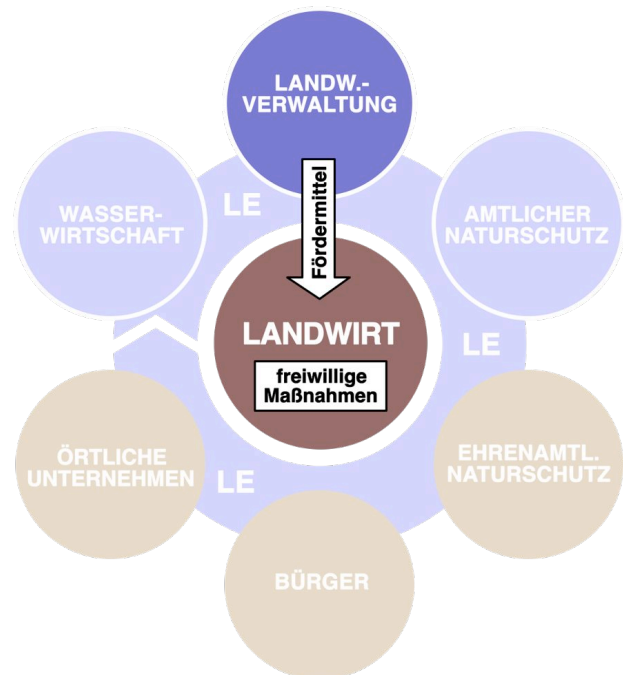 LANDW.-
VERWALTUNG
WASSER-
WIRTSCHAFT
LE
Fördermittel
AMTLICHER
NATURSCHUTZ
LANDWIRT
LE
freiwillige
Maßnahmen
ÖRTLICHE
UNTERNEHMEN
LE
EHRENAMTL.
NATURSCHUTZ
BÜRGER